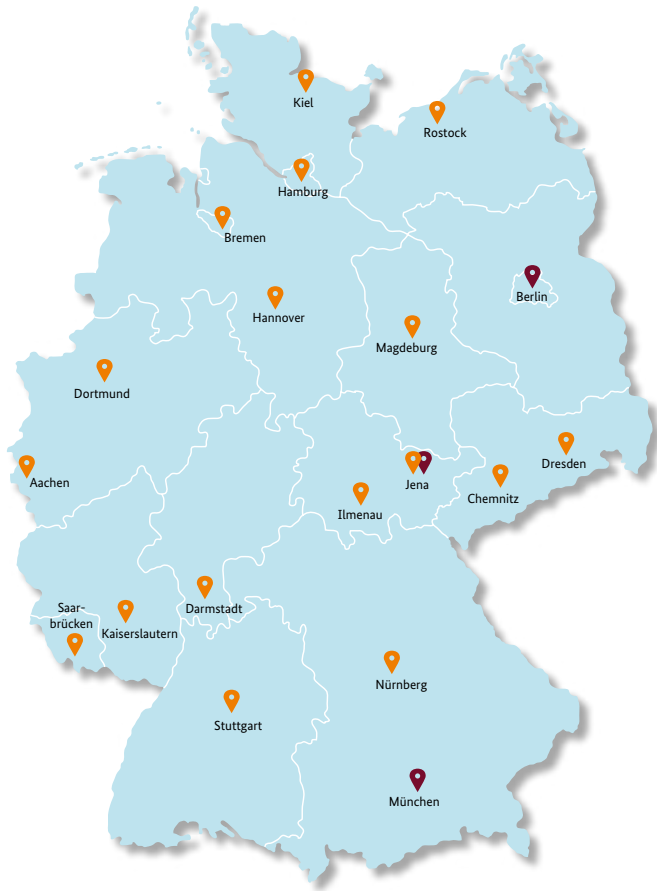 Kiel
Rostock
Hamburg
Bremen
Berlin
Hannover
Magdeburg
Dortmund
Dresden
Aachen
Jena
Chemnitz
Ilmenau
Saar-
brücken
Darmstadt
Kaiserslautern
Nürnberg
Stuttgart
München